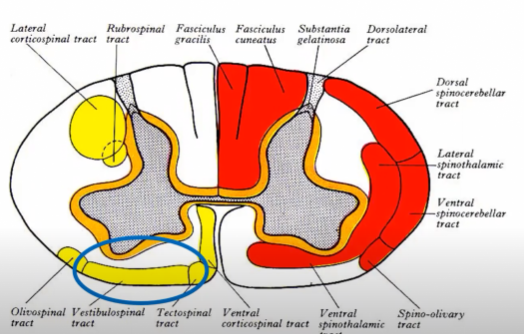 Lateral
corticospinal tract
Rubrospinal
tract
Fasciculus
gracilis
Fasciculus
cuneatus
Substantia
gelatinosa
Dorsolateral
tract
Dorsal
spinocerebellar
tract
Lateral
spinothalamic
tract
Ventral
spinocerebellar
tract
Olivospinal
tract
Vestibulospinal
tract
Tectospinal
tract
Ventral
corticospinal tract
Ventral
spinothalamic
Spino-olivary
tract